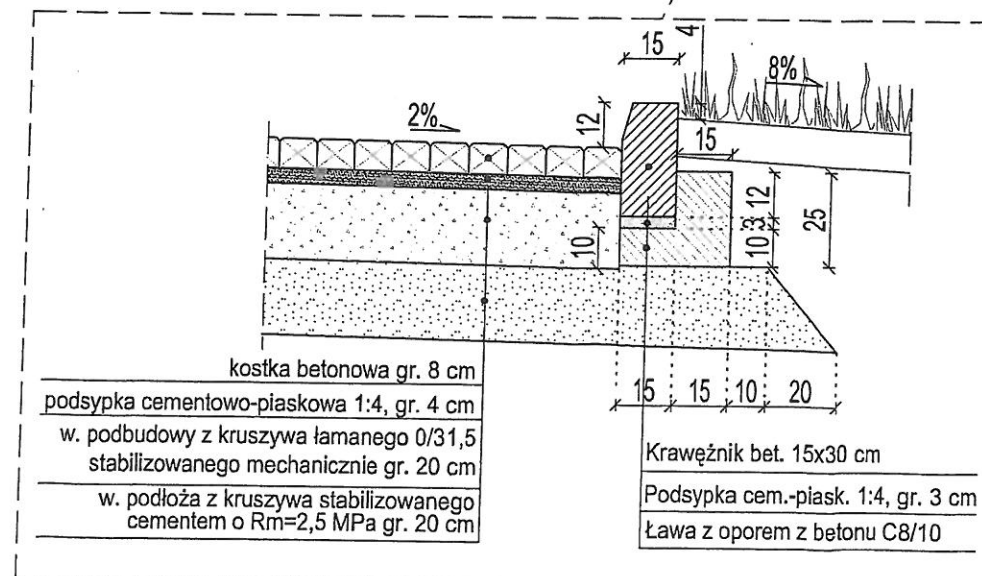 15
4
8%
2%
12
15
12
3
10
25
10
15
15
10
20
kostka betonowa gr. 8 cm
podsypka cementowo-piaskowa 1:4, gr. 4 cm
w. podbudowy z kruszywa łamanego 0/31,5
stabilizowanego mechanicznie gr. 20 cm
w. podłoża z kruszywa stabilizowanego
cementem o Rm=2,5 MPa gr. 20 cm
Krawężnik bet. 15x30 cm
Podsypka cem.-piask. 1:4, gr. 3 cm
Ława z oporem z betonu C8/10